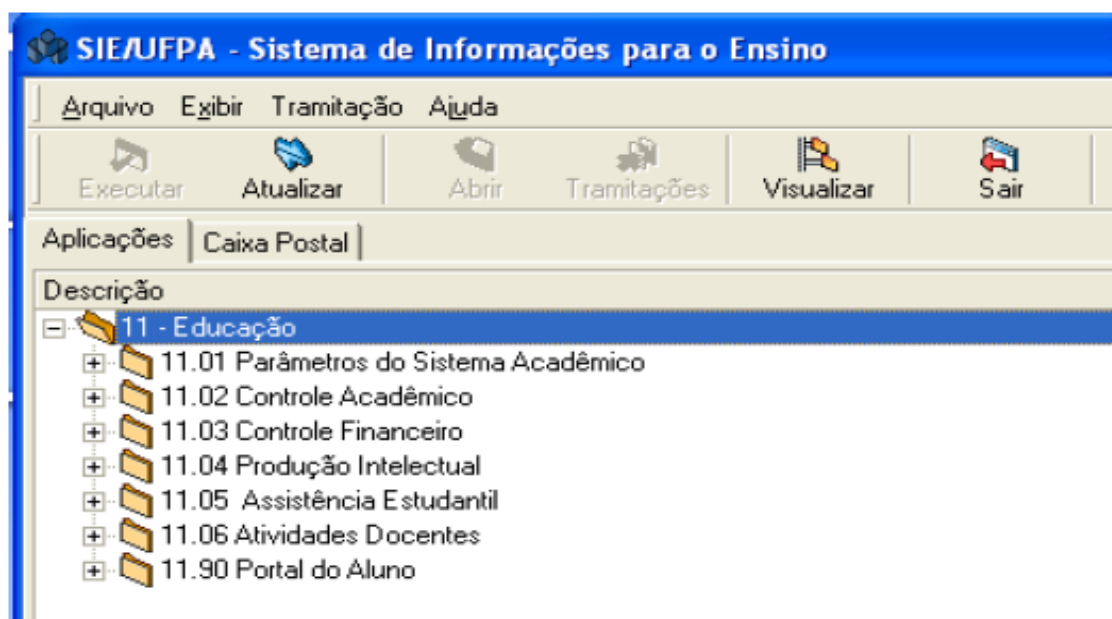 SIE/UFPA - Sistema de Informações para o Ensino
Arquivo Exibir Tramitação Ajuda
Executar Atualizar Abrir Tramitações Visualizar Sair
Aplicações Caixa Postal
Descrição
11 - Educação
11.01 Parâmetros do Sistema Acadêmico
11.02 Controle Acadêmico
11.03 Controle Financeiro
11.04 Produção Intelectual
11.05 Assistência Estudantil
11.06 Atividades Docentes
11.90 Portal do Aluno